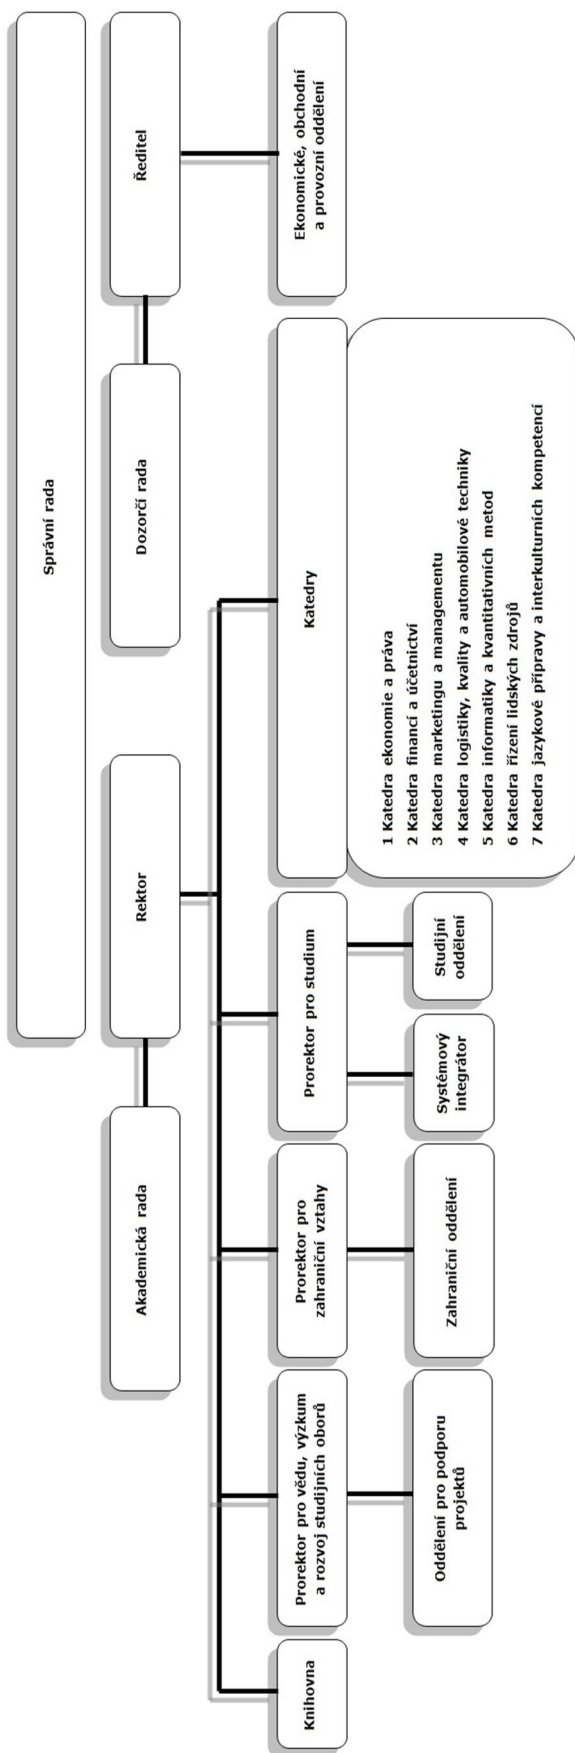 Správní rada
Akademická rada
Rektor
Dozorčí rada
Ředitel
Knihovna
Prorektor pro vědu, výzkum
a rozvoj studijních oborů
Prorektor pro
zahraniční vztahy
Prorektor pro studium
Katedry
Ekonomické, obchodní
a provozní oddělení
Oddělení pro podporu
projektů
Zahraniční oddělení
Systémový
integrátor
Studijní
oddělení
1 Katedra ekonomie a práva
2 Katedra financí a účetnictví
3 Katedra marketingu a managementu
4 Katedra logistiky, kvality a automobilové techniky
5 Katedra informatiky a kvantitativních metod
6 Katedra řízení lidských zdrojů
7 Katedra jazykové přípravy a interkulturních kompetencí